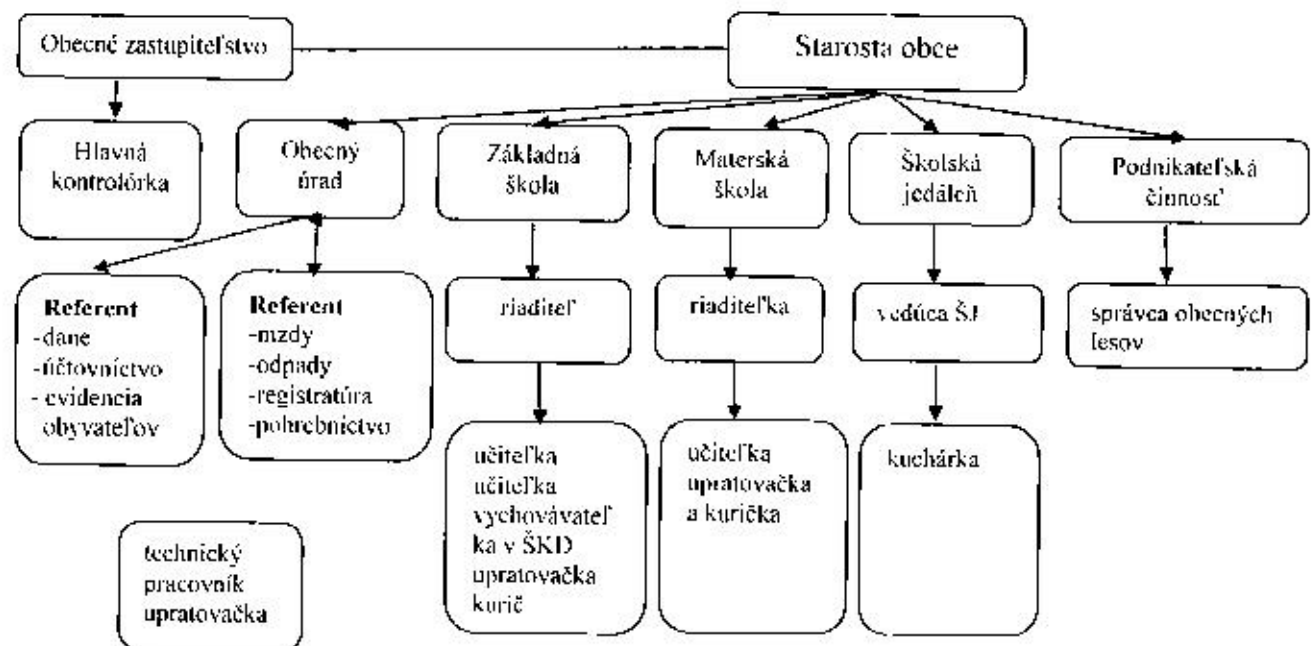 Obecné zastupiteľstvo
Starosta obce
Hlavná
kontrolórka
Obecný
úrad
Základná
škola
Materská
škola
Školská
jedáleň
Podnikateľská
činnosť
Referent
-dane
-účtovníctvo
- evidencia
obyvateľov
Referent
-mzdy
-odpady
-registratúra
-pohrebníctvo
riaditeľ
riaditeľka
vedúca ŠJ
správca obecných
lesov
učiteľka
učiteľka
vychovávateľ
ka v ŠKD
upratovačka
kurič
učiteľka
upratovačka
a kurička
kuchárka
technický
pracovník
upratovačka